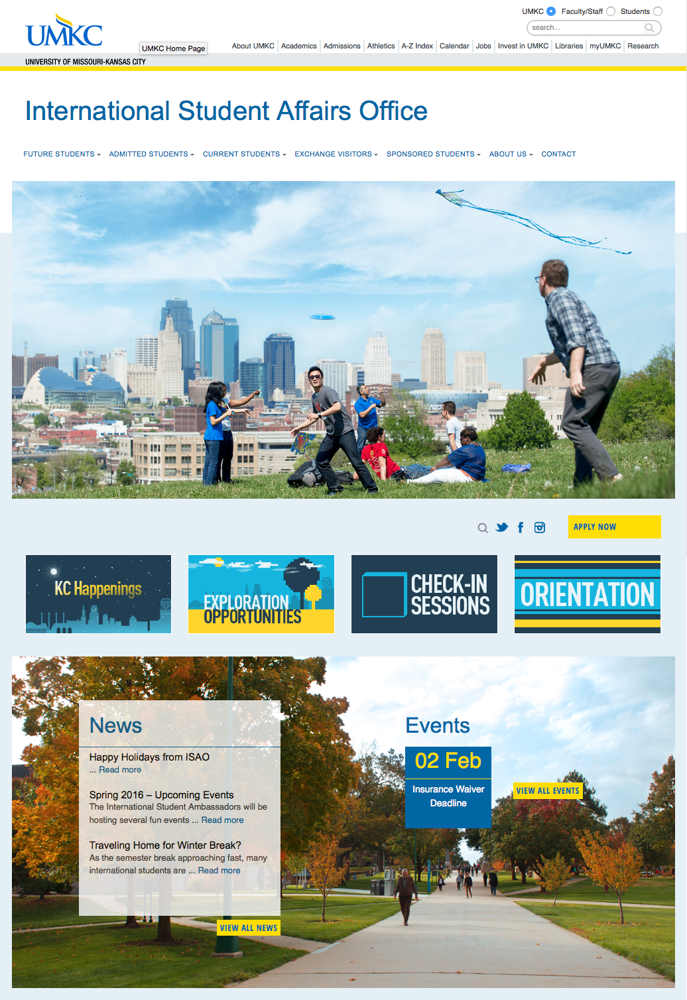 UMKC
UMKC Faculty/Staff Students
search...
UMKC Home Page
About UMKC Academics Admissions Athletics A-Z Index Calendar Jobs Invest in UMKC Libraries myUMKC Research
UNIVERSITY OF MISSOURI-KANSAS CITY
International Student Affairs Office
FUTURE STUDENTS ADMITTED STUDENTS CURRENT STUDENTS EXCHANGE VISITORS SPONSORED STUDENTS ABOUT US CONTACT
APPLY NOW
KC Happenings
EXPLORATION
OPPORTUNITIES
CHECK-IN
SESSIONS
ORIENTATION
News
Happy Holidays from ISAO
... Read more
Spring 2016 – Upcoming Events
The International Student Ambassadors will be
hosting several fun events ... Read more
Traveling Home for Winter Break?
As the semester break approaching fast, many
international students are ... Read more
VIEW ALL NEWS
Events
02 Feb
Insurance Waiver
Deadline
VIEW ALL EVENTS